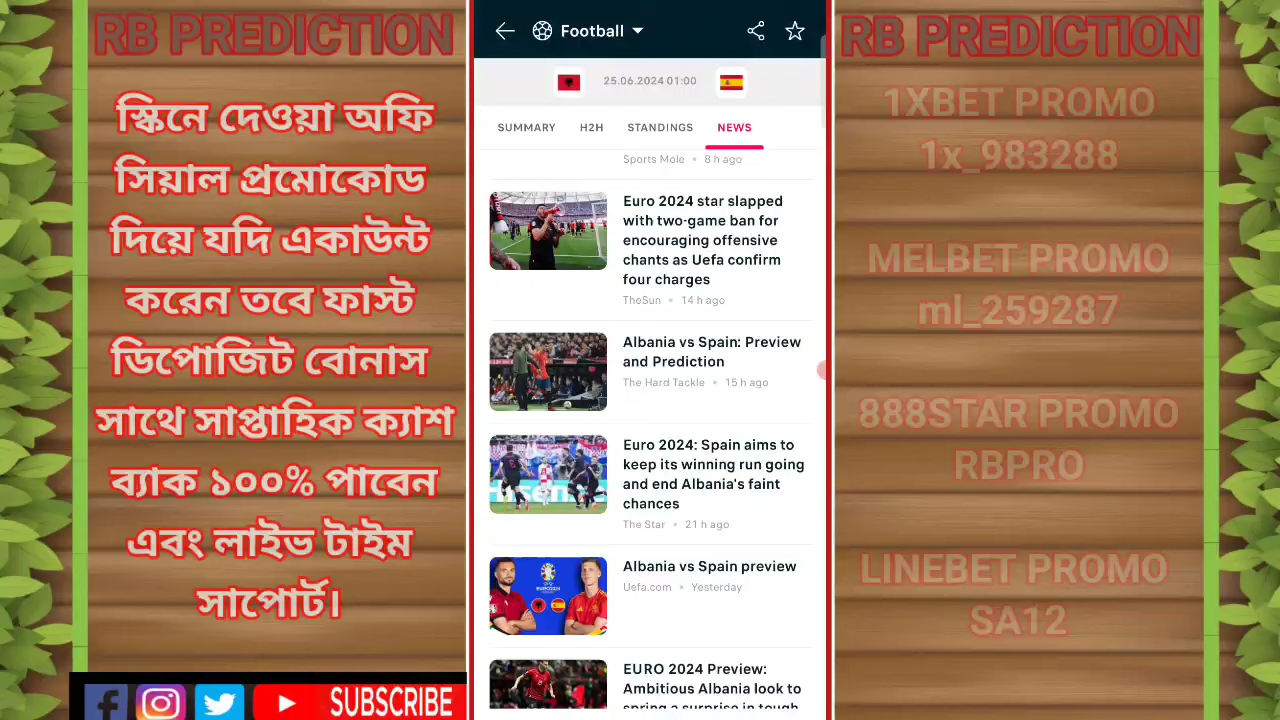 RB PREDICTION
স্কিনে দেওয়া অফি
সিয়াল প্রমোকোড
দিয়ে যদি একাউন্ট
করেন তবে ফাস্ট
ডিপোজিট বোনাস
সাথে সাপ্তাহিক ক্যাশ
ব্যাক ১০০% পাবেন
এবং লাইভ টাইম
সাপোর্ট।
SUBSCRIBE
Football
25.06.2024 01:00
SUMMARY H2H STANDINGS NEWS
Sports Mole • 8 h ago
Euro 2024 star slapped
with two-game ban for
encouraging offensive
chants as Uefa confirm
four charges
TheSun • 14 h ago
Albania vs Spain: Preview
and Prediction
The Hard Tackle • 15 h ago
Euro 2024: Spain aims to
keep its winning run going
and end Albania's faint
chances
The Star • 21 h ago
Albania vs Spain preview
Uefa.com • Yesterday
EURO 2024 Preview:
Ambitious Albania look to
spring a surprise in tough
RB PREDICTION
1XBET PROMO
1x_983288
MELBET PROMO
ml_259287
888STAR PROMO
RBPRO
LINEBET PROMO
SA12